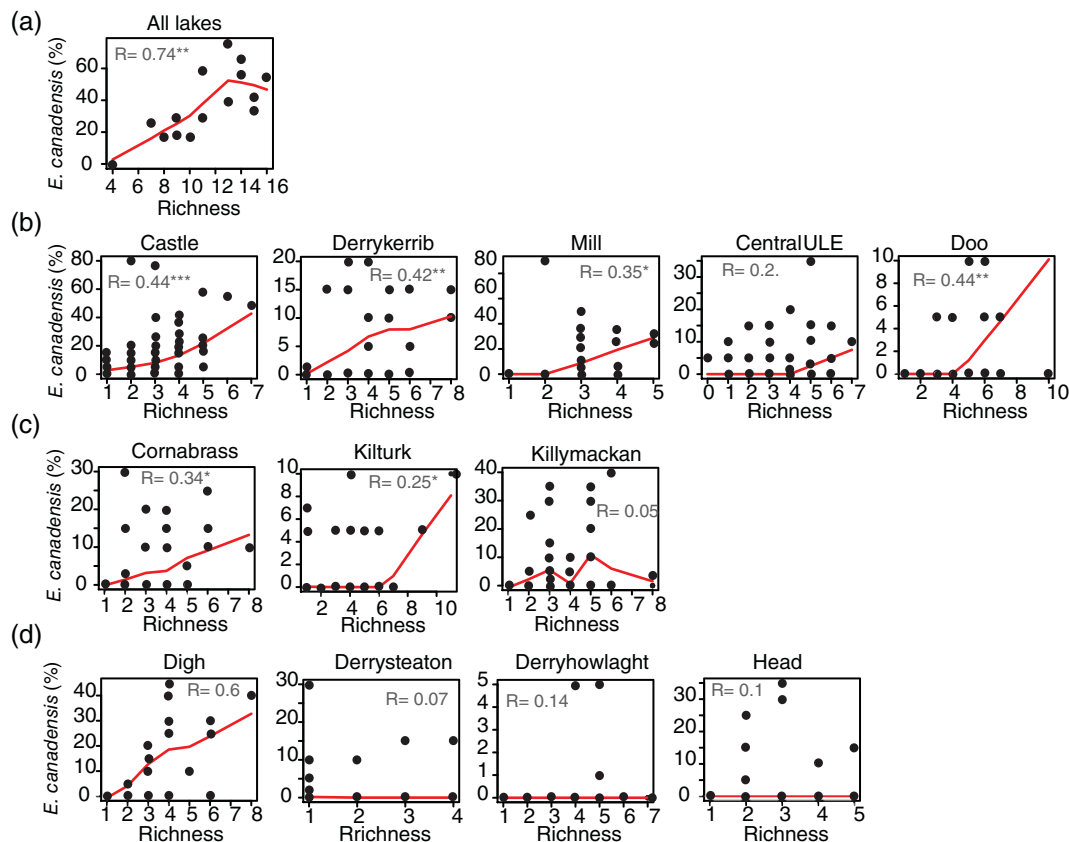 (a)
All lakes
E. canadensis (%)
R= 0.74**
60
40
20
0
4 6 8 10 12 14 16
Richness
(b)
Castle
E. canadensis (%)
R= 0.44***
80
60
40
20
0
1 2 3 4 5 6 7
Richness
Derrykerrib
R= 0.42**
20
15
10
5
0
1 2 3 4 5 6 7 8
Richness
Mill
R= 0.35*
80
60
40
20
0
1 2 3 4 5
Richness
CentralULE
R= 0.2.
30
20
10
0
0 1 2 3 4 5 6 7
Richness
Doo
R= 0.44**
10
8
6
4
2
0
2 4 6 8 10
Richness
(c)
Cornabrass
E. canadensis (%)
R= 0.34*
30
20
10
0
1 2 3 4 5 6 7 8
Richness
Kilturk
R= 0.25*
10
8
6
4
2
0
2 4 6 8 10
Richness
Killymackan
R= 0.05
40
30
20
10
0
1 2 3 4 5 6 7 8
Richness
(d)
Digh
E. canadensis (%)
R= 0.6
40
30
20
10
0
1 2 3 4 5 6 7 8
Richness
Derrysteaton
R= 0.07
30
20
10
0
1 2 3 4
Richness
Derryhowlaght
R= 0.14
5
4
3
2
1
0
1 2 3 4 5 6 7
Richness
Head
R= 0.1
30
20
10
0
1 2 3 4 5
Richness